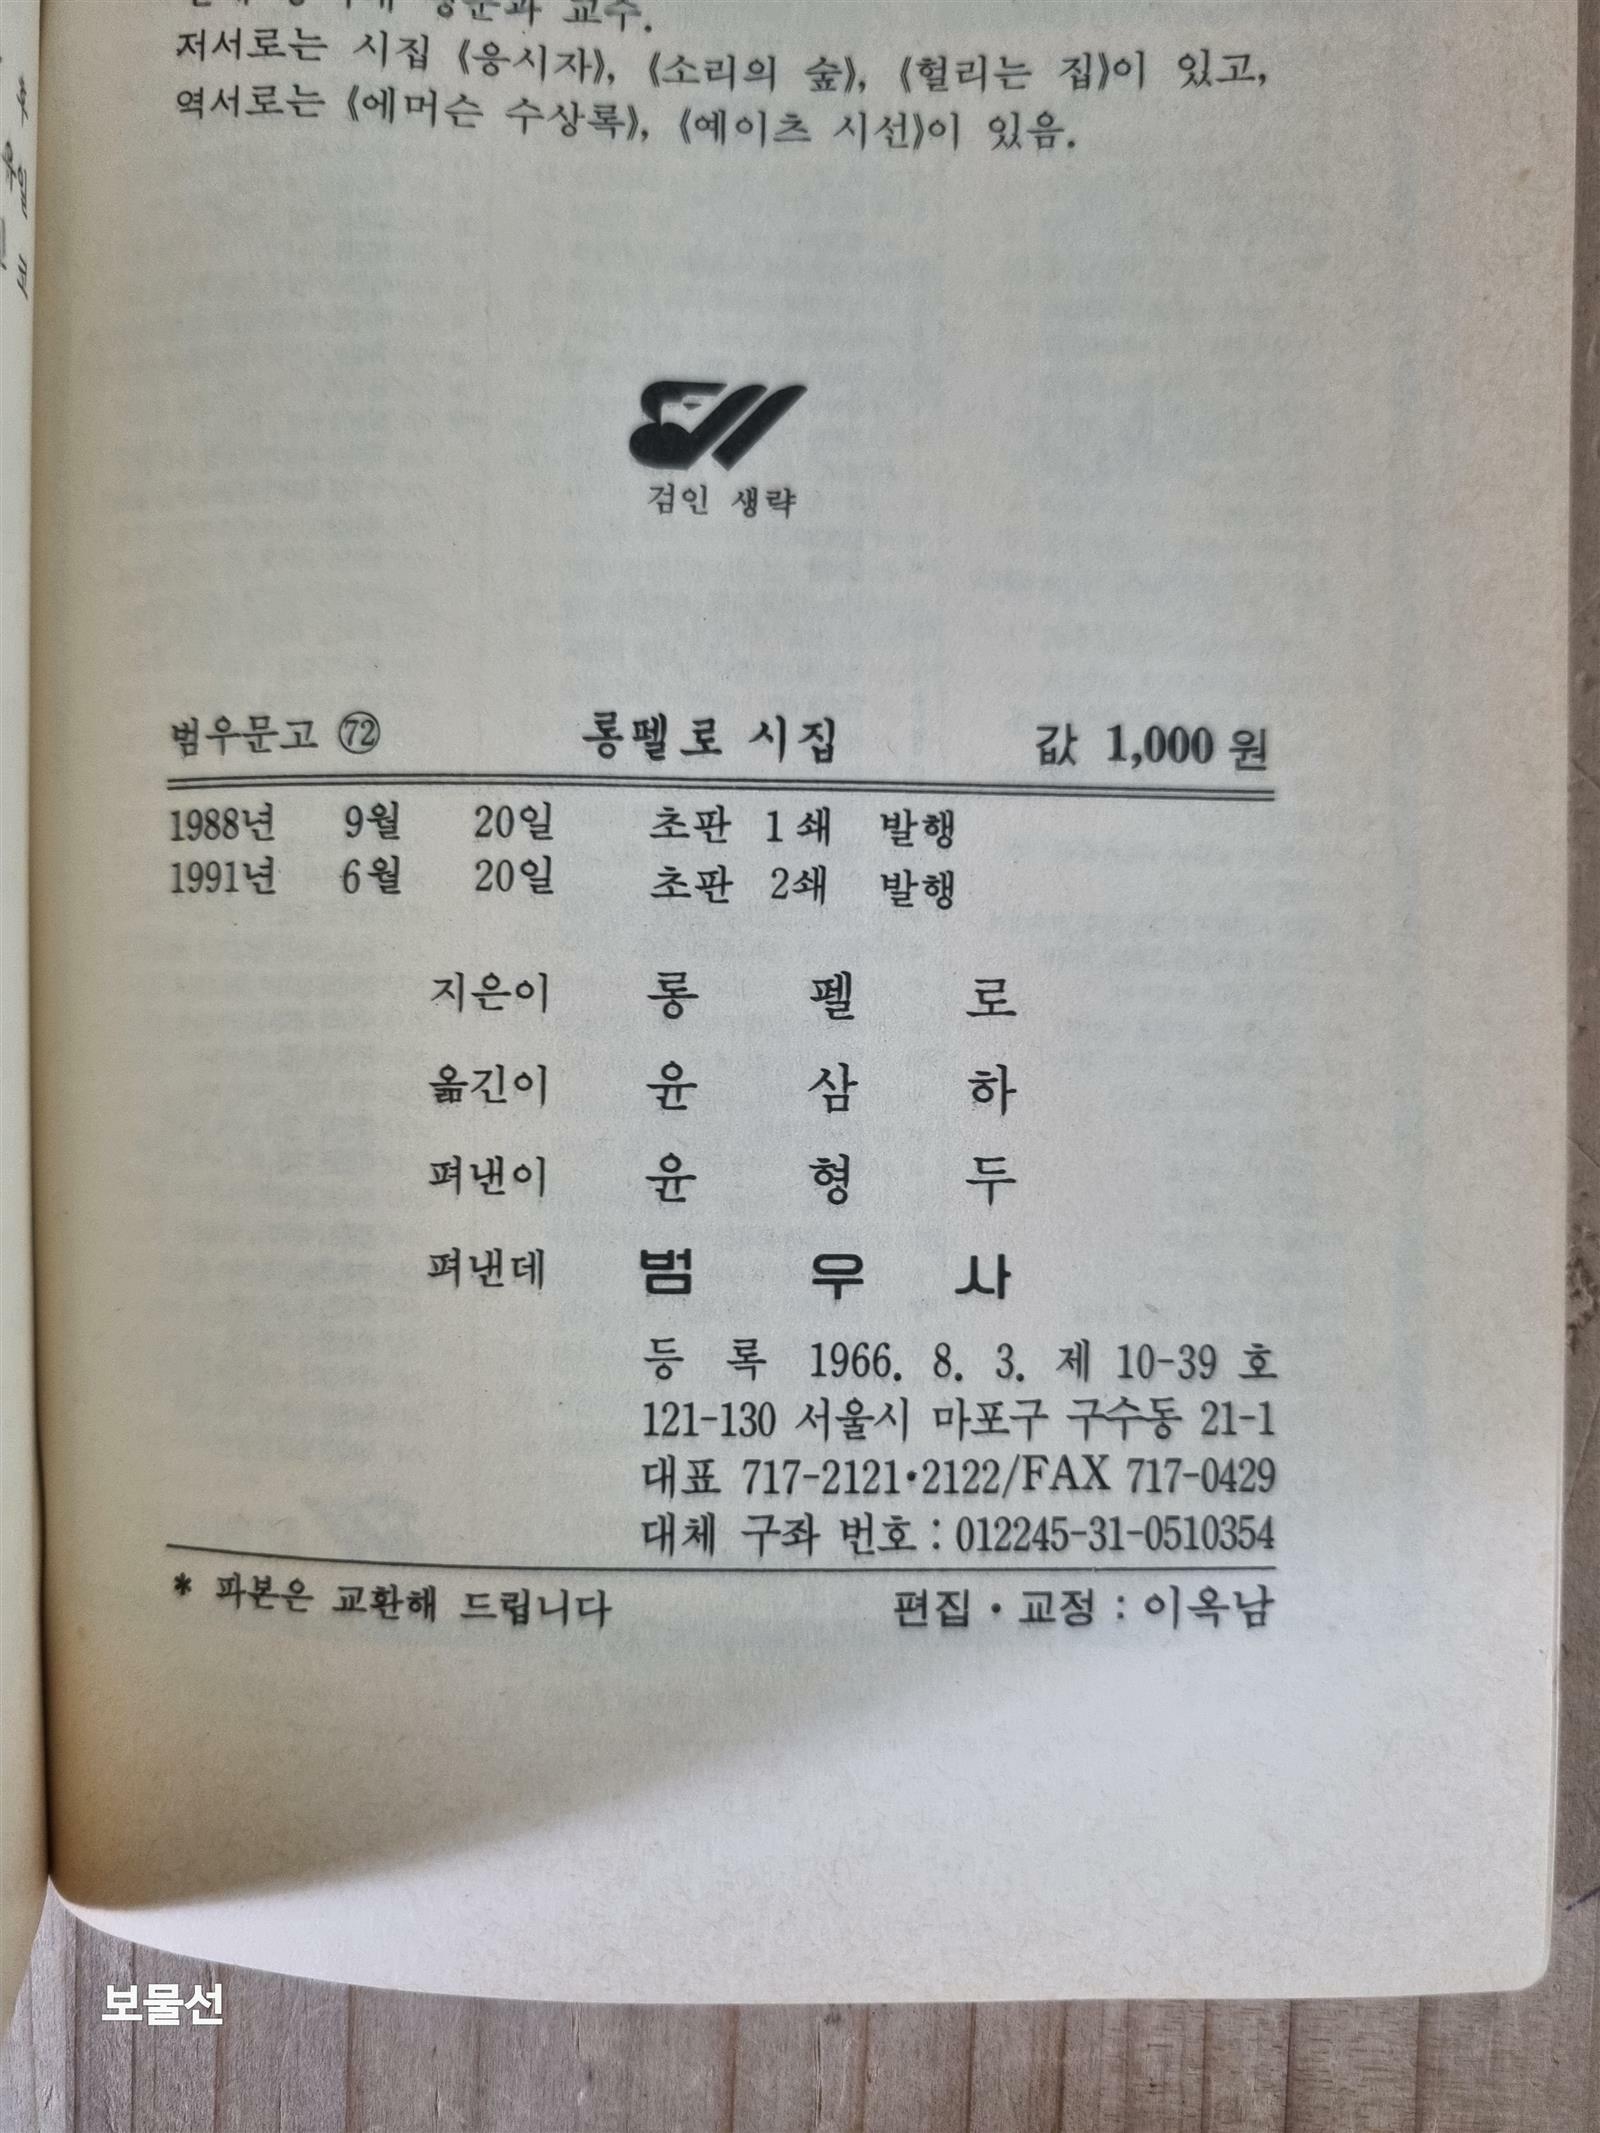 영문과 교수.
저서로는 시집 《응시자》, 《소리의 숲》, 《헐리는 집》이 있고,
역서로는 《에머슨 수상록》, 《예이츠 시선》이 있음.
검인 생략
범우문고 ㉒ 롱펠로 시집 값 1,000 원
1988년 9월 20일 초판 1쇄 발행
1991년 6월 20일 초판 2쇄 발행
지은이 롱 펠 로
옮긴이 윤 삼 하
펴낸이 윤 형 두
펴낸데 범 우 사
등 록 1966. 8. 3. 제 10-39 호
121-130 서울시 마포구 구수동 21-1
대표 717-2121•2122/FAX 717-0429
대체 구좌 번호 : 012245-31-0510354
* 파본은 교환해 드립니다 편집 • 교정 : 이옥남
보물선